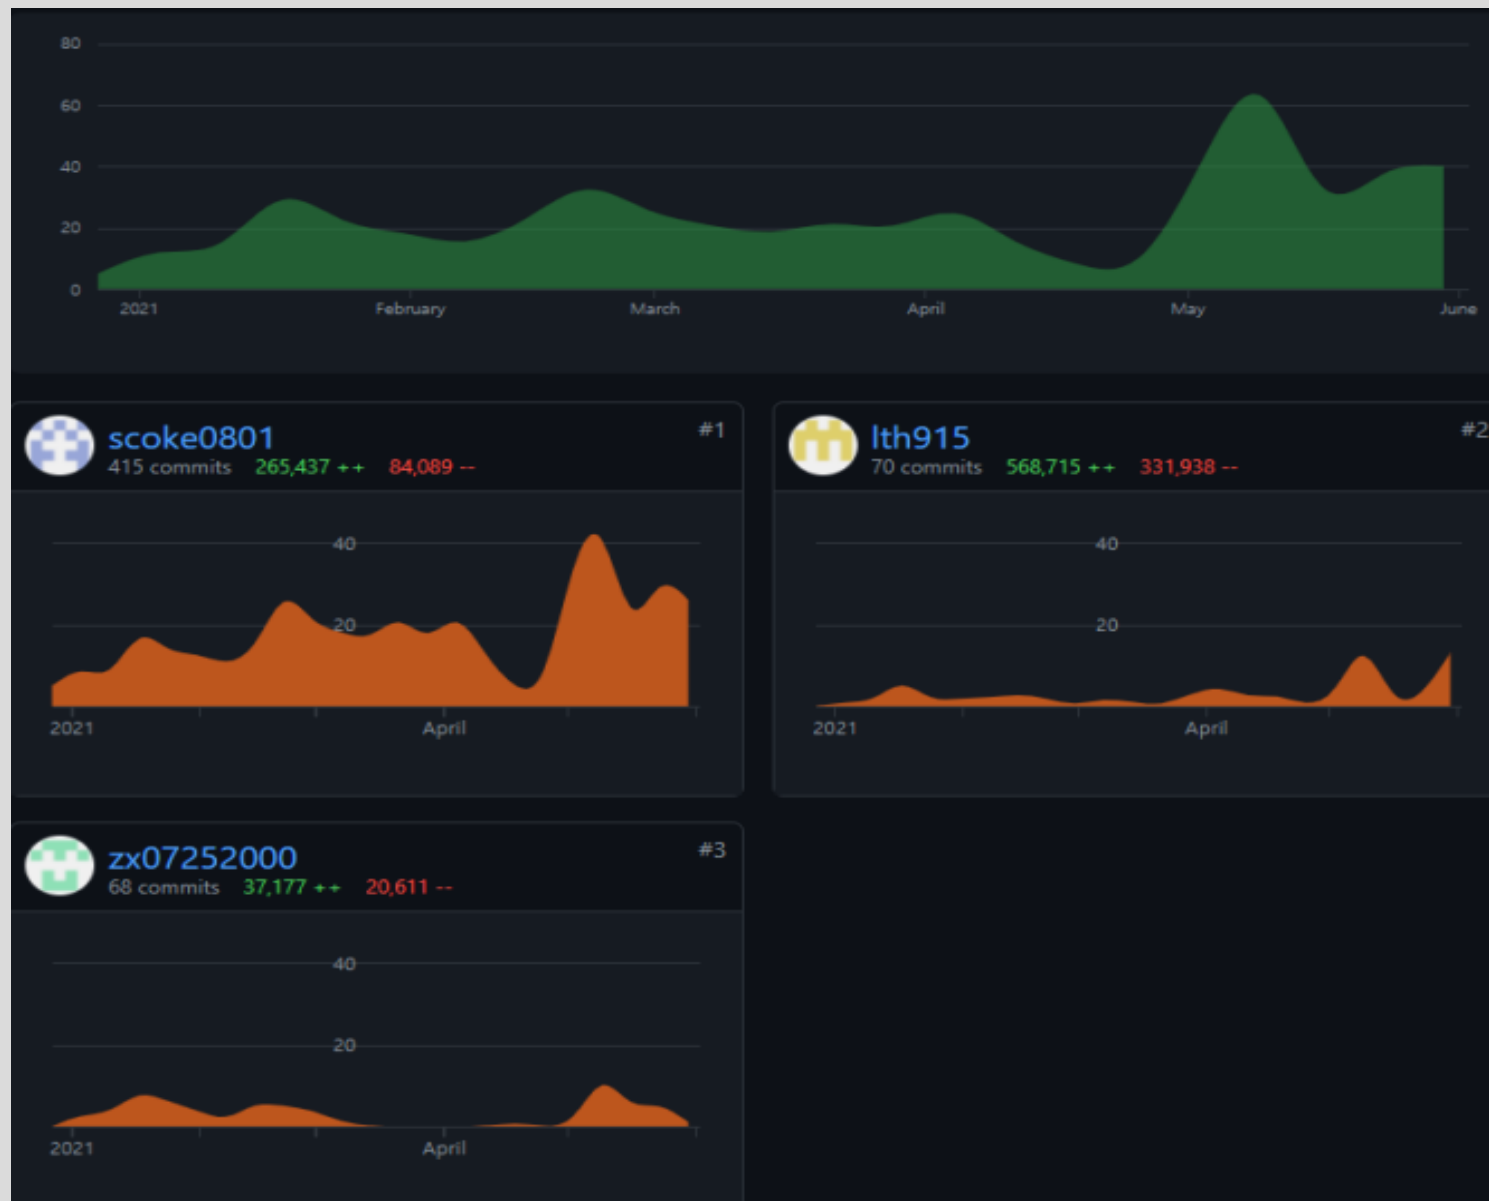 80
60
40
20
0
2021 February March April May June
scoke0801 #1
415 commits 265,437 ++ 84,089 --
40
20
2021 April
lth915 #2
70 commits 568,715 ++ 331,938 --
40
20
2021 April
zx07252000 #3
68 commits 37,177 ++ 20,611 --
40
20
2021 April